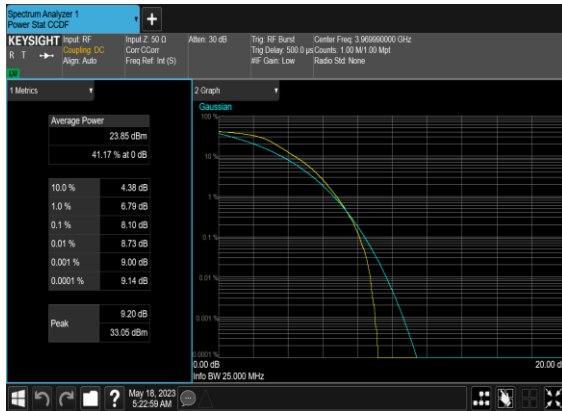 Spectrum Analyzer 1
Power Stat CCDF
KEYSIGHT
R T
LXI
Input: RF
Coupling: DC
Align: Auto
Input Z: 50 Ω
Corr CCorr
Freq Ref: Int (S)
Atten: 30 dB
Trig: RF Burst
Trig Delay: 500.0 µs
#IF Gain: Low
Center Freq: 3.969990000 GHz
Counts: 1.00 M/1.00 Mpt
Radio Std: None
1 Metrics
Average Power
23.85 dBm
41.17 % at 0 dB
10.0 % 4.38 dB
1.0 % 6.79 dB
0.1 % 8.10 dB
0.01 % 8.73 dB
0.001 % 9.00 dB
0.0001 % 9.14 dB
Peak
9.20 dB
33.05 dBm
2 Graph
Gaussian
100 %
10 %
1 %
0.1 %
0.01 %
0.001 %
0.0001 %
0.00 dB
20.00 d
Info BW 25.000 MHz
?
May 18, 2023
5:22:59 AM